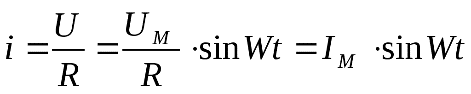 i = U/R = U_M/R · sin Wt = I_M · sin Wt